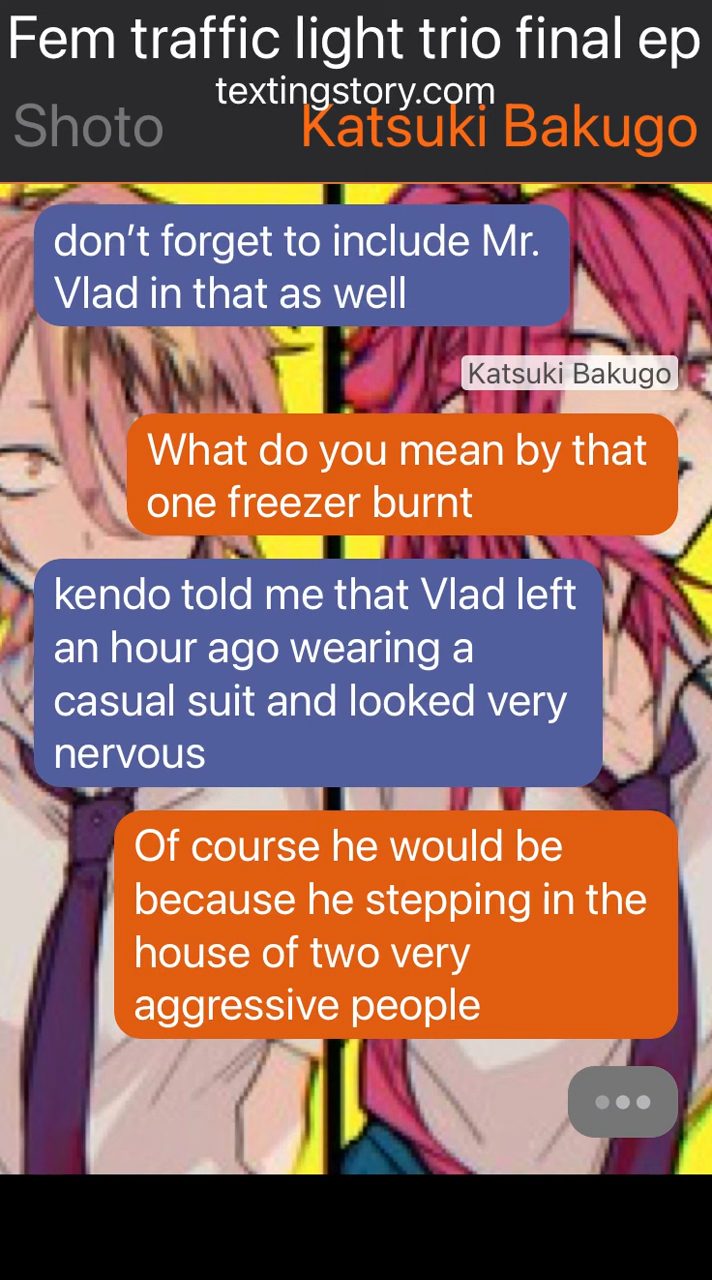 Fem traffic light trio final ep
textingstory.com
Shoto
Katsuki Bakugo
don’t forget to include Mr.
Vlad in that as well
Katsuki Bakugo
What do you mean by that
one freezer burnt
kendo told me that Vlad left
an hour ago wearing a
casual suit and looked very
nervous
Of course he would be
because he stepping in the
house of two very
aggressive people